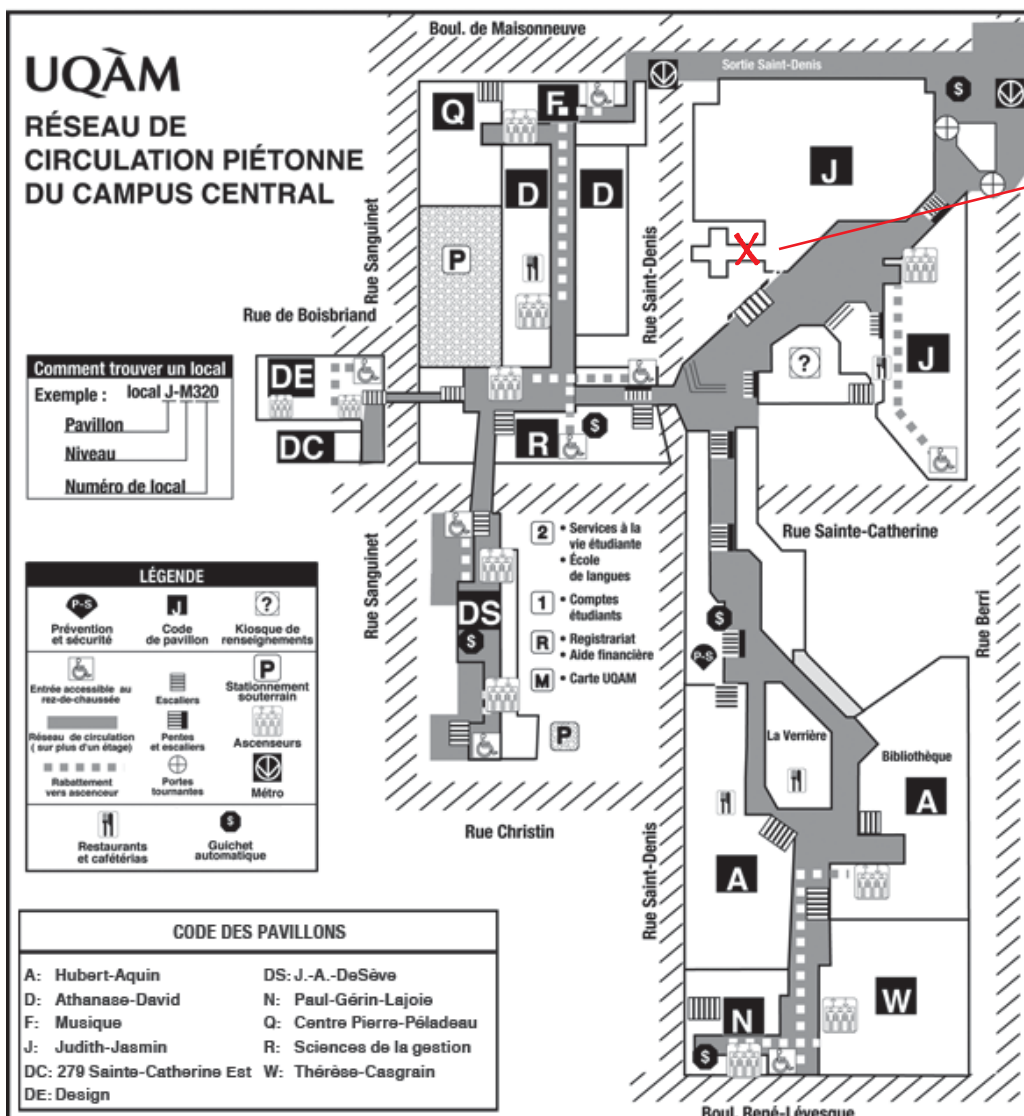 Boul. de Maisonneuve
UQÀM
RÉSEAU DE
CIRCULATION PIÉTONNE
DU CAMPUS CENTRAL
Sortie Saint-Denis
$
Q
F
J
D
D
P
Rue Sanguinet
Rue Saint-Denis
X
Rue de Boisbriand
Comment trouver un local
Exemple : local J-M320
Pavillon
Niveau
Numéro de local
DE
DC
R
$
?
J
Rue Sainte-Catherine
Rue Sanguinet
2 • Services à la
vie étudiante
• École
de langues
1 • Comptes
étudiants
R • Registrariat
• Aide financière
M • Carte UQAM
DS
$
P
Rue Christin
LÉGENDE
P-S
Prévention
et sécurité
J
Code
de pavillon
?
Kiosque de
renseignements
Entrée accessible au
rez-de-chaussée
Escaliers
P
Stationnement
souterrain
Réseau de circulation
( sur plus d'un étage)
Pentes
et escaliers
Ascenseurs
Rabattement
vers ascenceur
Portes
tournantes
Métro
Restaurants
et cafétérias
$
Guichet
automatique
$
P-S
Rue Berri
La Verrière
Bibliothèque
A
A
Rue Saint-Denis
N
W
$
Boul. René-Lévesque
CODE DES PAVILLONS
A: Hubert-Aquin
D: Athanase-David
F: Musique
J: Judith-Jasmin
DC: 279 Sainte-Catherine Est
DE: Design
DS: J.-A.-DeSève
N: Paul-Gérin-Lajoie
Q: Centre Pierre-Péladeau
R: Sciences de la gestion
W: Thérèse-Casgrain